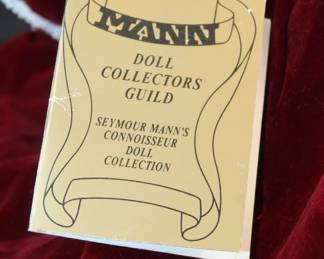 MANN
DOLL
COLLECTORS
GUILD
SEYMOUR MANN'S
CONNOISSEUR
DOLL
COLLECTION